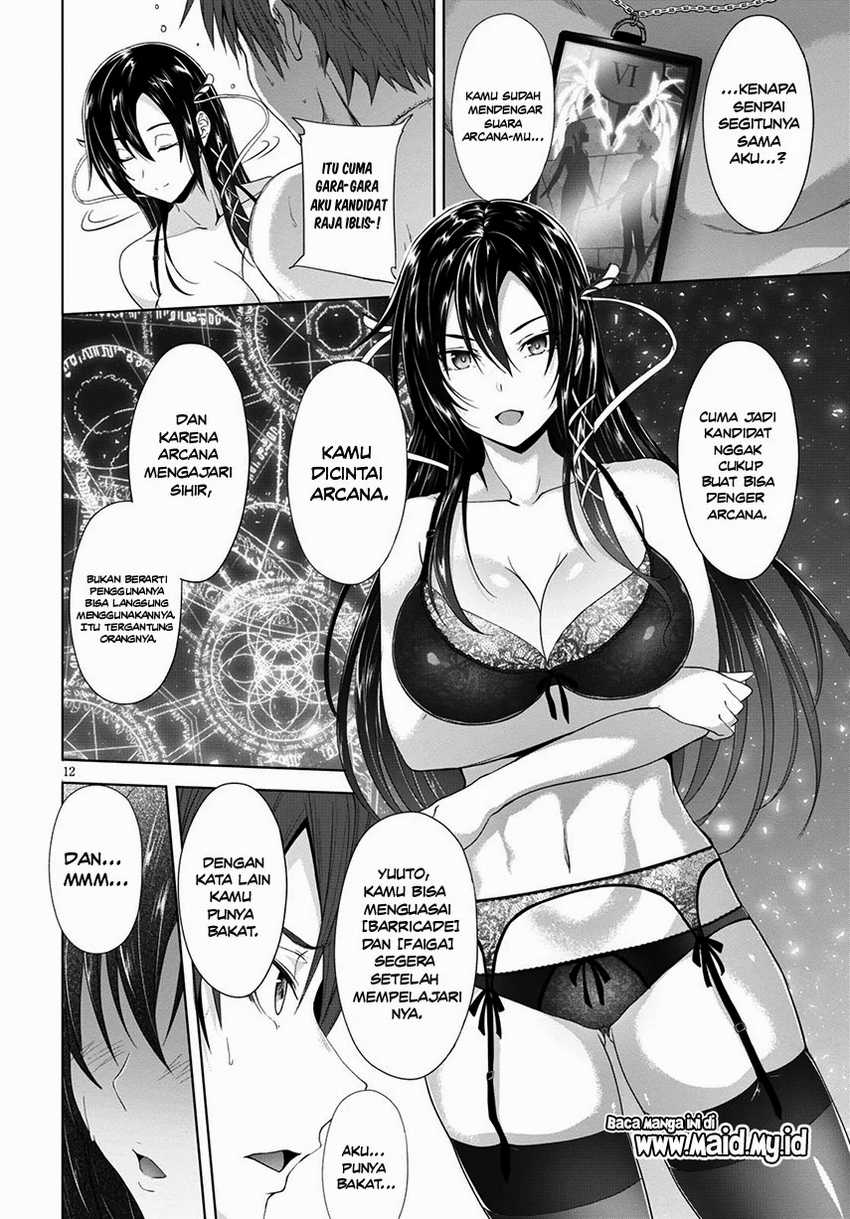 ...KENAPA
SENPAI
SEGITUNYA
SAMA
AKU...?
VI
KAMU SUDAH
MENDENGAR
SUARA
ARCANA-MU...
ITU CUMA
GARA-GARA
AKU KANDIDAT
RAJA IBLIS-!
CUMA JADI
KANDIDAT
NGGAK
CUKUP
BUAT BISA
DENGER
ARCANA.
KAMU
DICINTAI
ARCANA.
DAN
KARENA
ARCANA
MENGAJARI
SIHIR,
BUKAN BERARTI
PENGGUNANYA
BISA LANGSUNG
MENGGUNAKANNYA.
ITU TERGANTUNG
ORANGNYA.
12
YUUTO,
KAMU BISA
MENGUASAI
[BARRICADE]
DAN [FAIGA]
SEGERA
SETELAH
MEMPELAJARI
NYA.
DENGAN
KATA LAIN
KAMU
PUNYA
BAKAT.
AKU...
PUNYA
BAKAT...
DAN...
MMM...
Baca Manga ini di
www.Maid.My.id